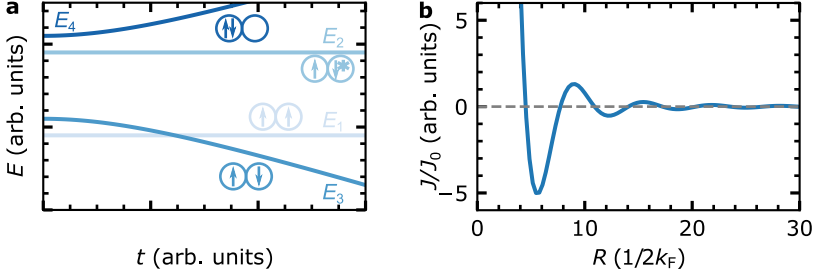 a
E₄
E₂
E₁
E₃
E (arb. units)
t (arb. units)
b
5
0
−5
J/J₀ (arb. units)
0 10 20 30
R (1/2k_F)